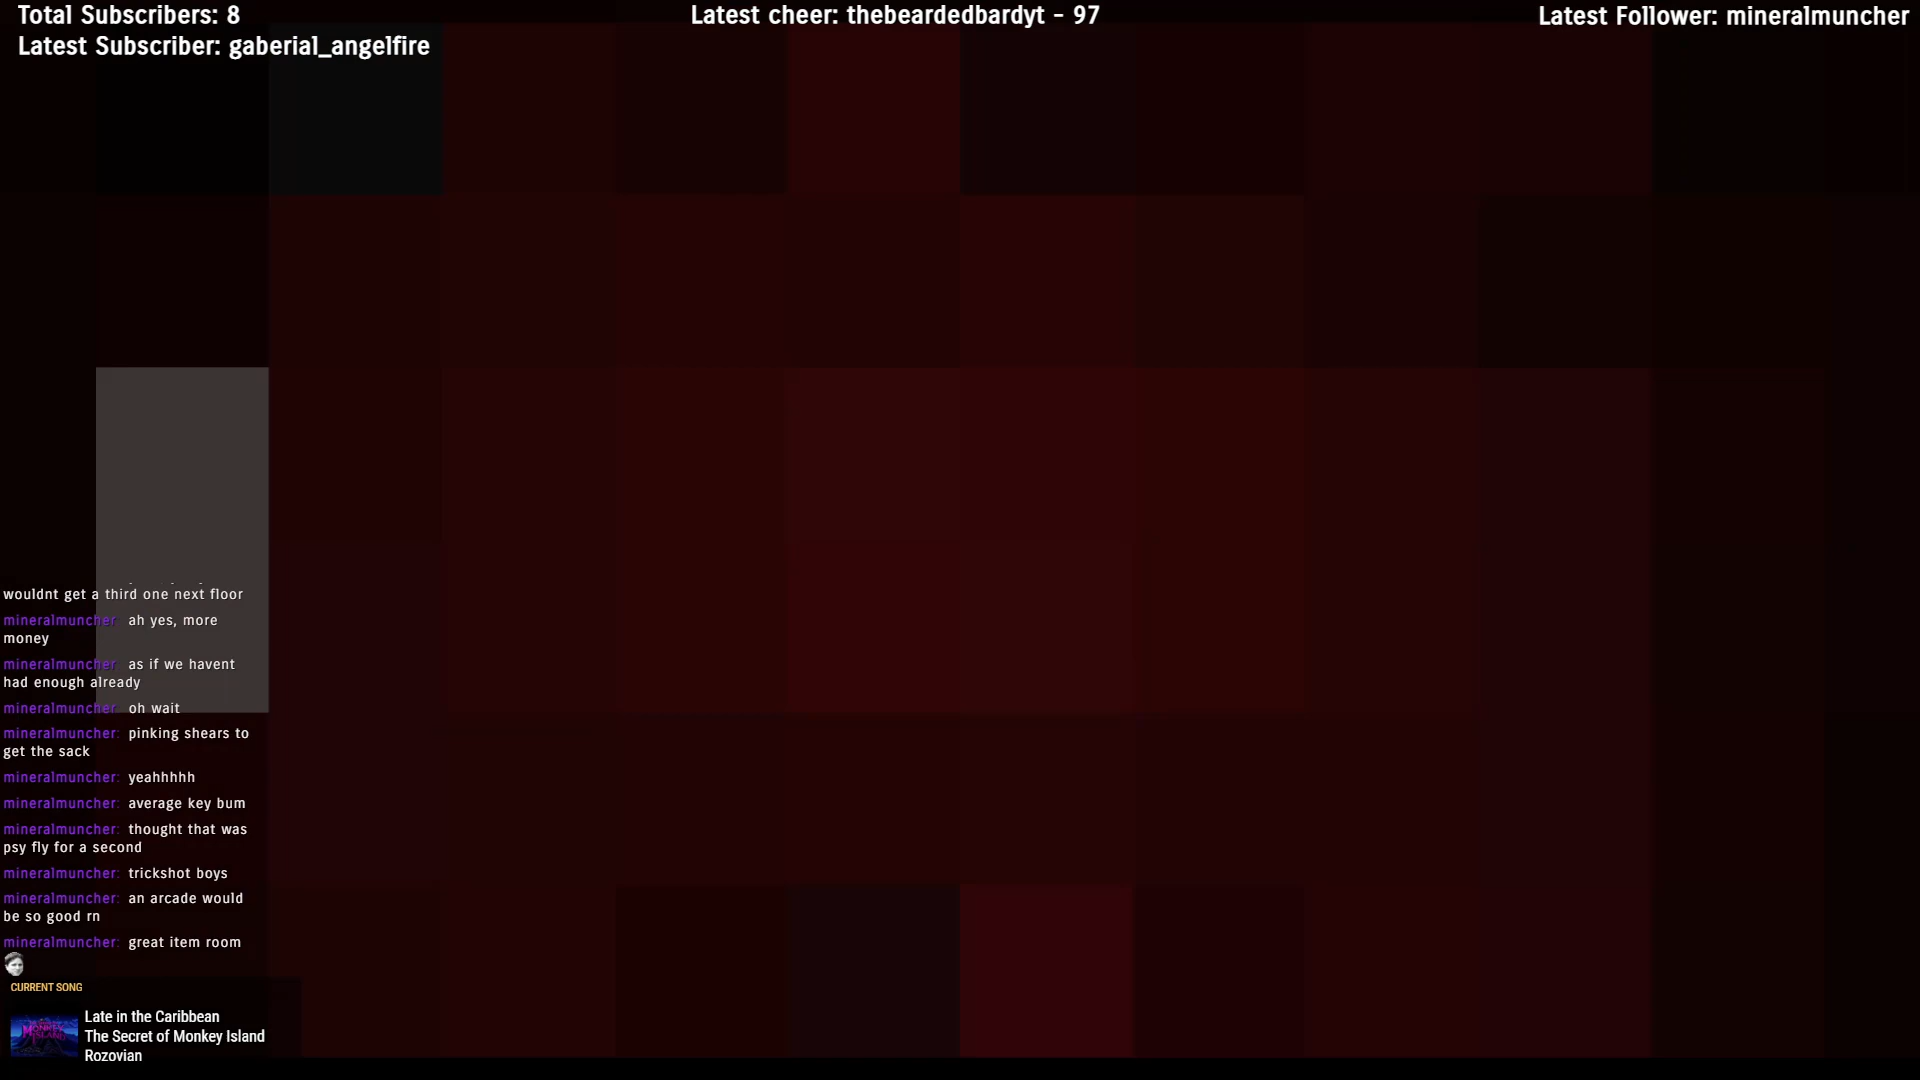 Total Subscribers: 8
Latest Subscriber: gaberial_angelfire
Latest cheer: thebeardedbardyt - 97
Latest Follower: mineralmuncher
wouldnt get a third one next floor
mineralmuncher: ah yes, more
money
mineralmuncher: as if we havent
had enough already
mineralmuncher: oh wait
mineralmuncher: pinking shears to
get the sack
mineralmuncher: yeahhhhh
mineralmuncher: average key bum
mineralmuncher: thought that was
psy fly for a second
mineralmuncher: trickshot boys
mineralmuncher: an arcade would
be so good rn
mineralmuncher: great item room
CURRENT SONG
MONKEY
ISLAND
Late in the Caribbean
The Secret of Monkey Island
Rozovian